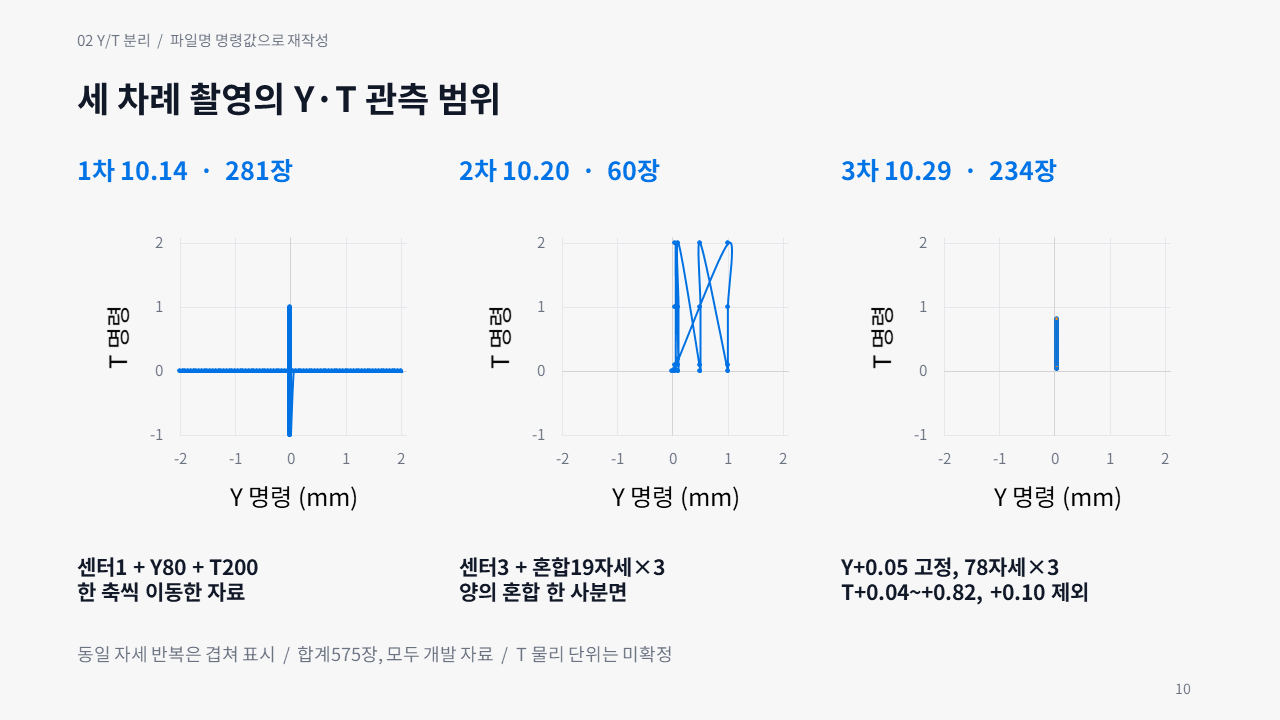 02 Y/T 분리 / 파일명 명령값으로 재작성
세 차례 촬영의 Y·T 관측 범위
1차 10.14 · 281장
2
1
0
-1
T 명령
-2 -1 0 1 2
Y 명령 (mm)
센터1 + Y80 + T200
한 축씩 이동한 자료
2차 10.20 · 60장
2
1
0
-1
T 명령
-2 -1 0 1 2
Y 명령 (mm)
센터3 + 혼합19자세×3
양의 혼합 한 사분면
3차 10.29 · 234장
2
1
0
-1
T 명령
-2 -1 0 1 2
Y 명령 (mm)
Y+0.05 고정, 78자세×3
T+0.04~+0.82, +0.10 제외
동일 자세 반복은 겹쳐 표시 / 합계575장, 모두 개발 자료 / T 물리 단위는 미확정
10